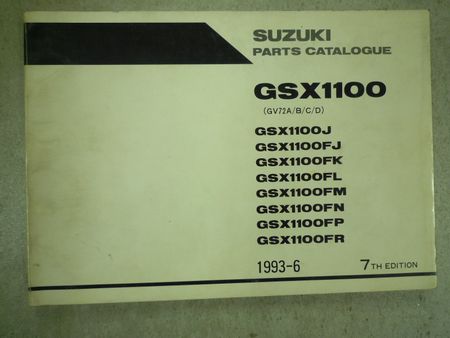 SUZUKI
PARTS CATALOGUE
GSX1100
(GV72A/B/C/D)
GSX1100J
GSX1100FJ
GSX1100FK
GSX1100FL
GSX1100FM
GSX1100FN
GSX1100FP
GSX1100FR
1993-6 7TH EDITION